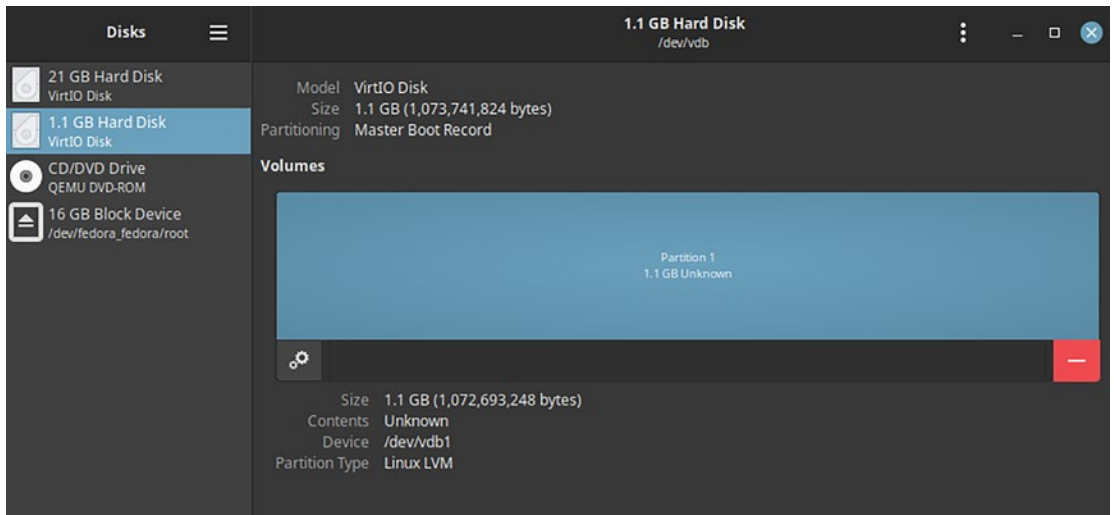 Disks
1.1 GB Hard Disk
/dev/vdb
21 GB Hard Disk
VirtIO Disk
1.1 GB Hard Disk
VirtIO Disk
CD/DVD Drive
QEMU DVD-ROM
16 GB Block Device
/dev/fedora_fedora/root
Model VirtIO Disk
Size 1.1 GB (1,073,741,824 bytes)
Partitioning Master Boot Record
Volumes
Partition 1
1.1 GB Unknown
Size 1.1 GB (1,072,693,248 bytes)
Contents Unknown
Device /dev/vdb1
Partition Type Linux LVM